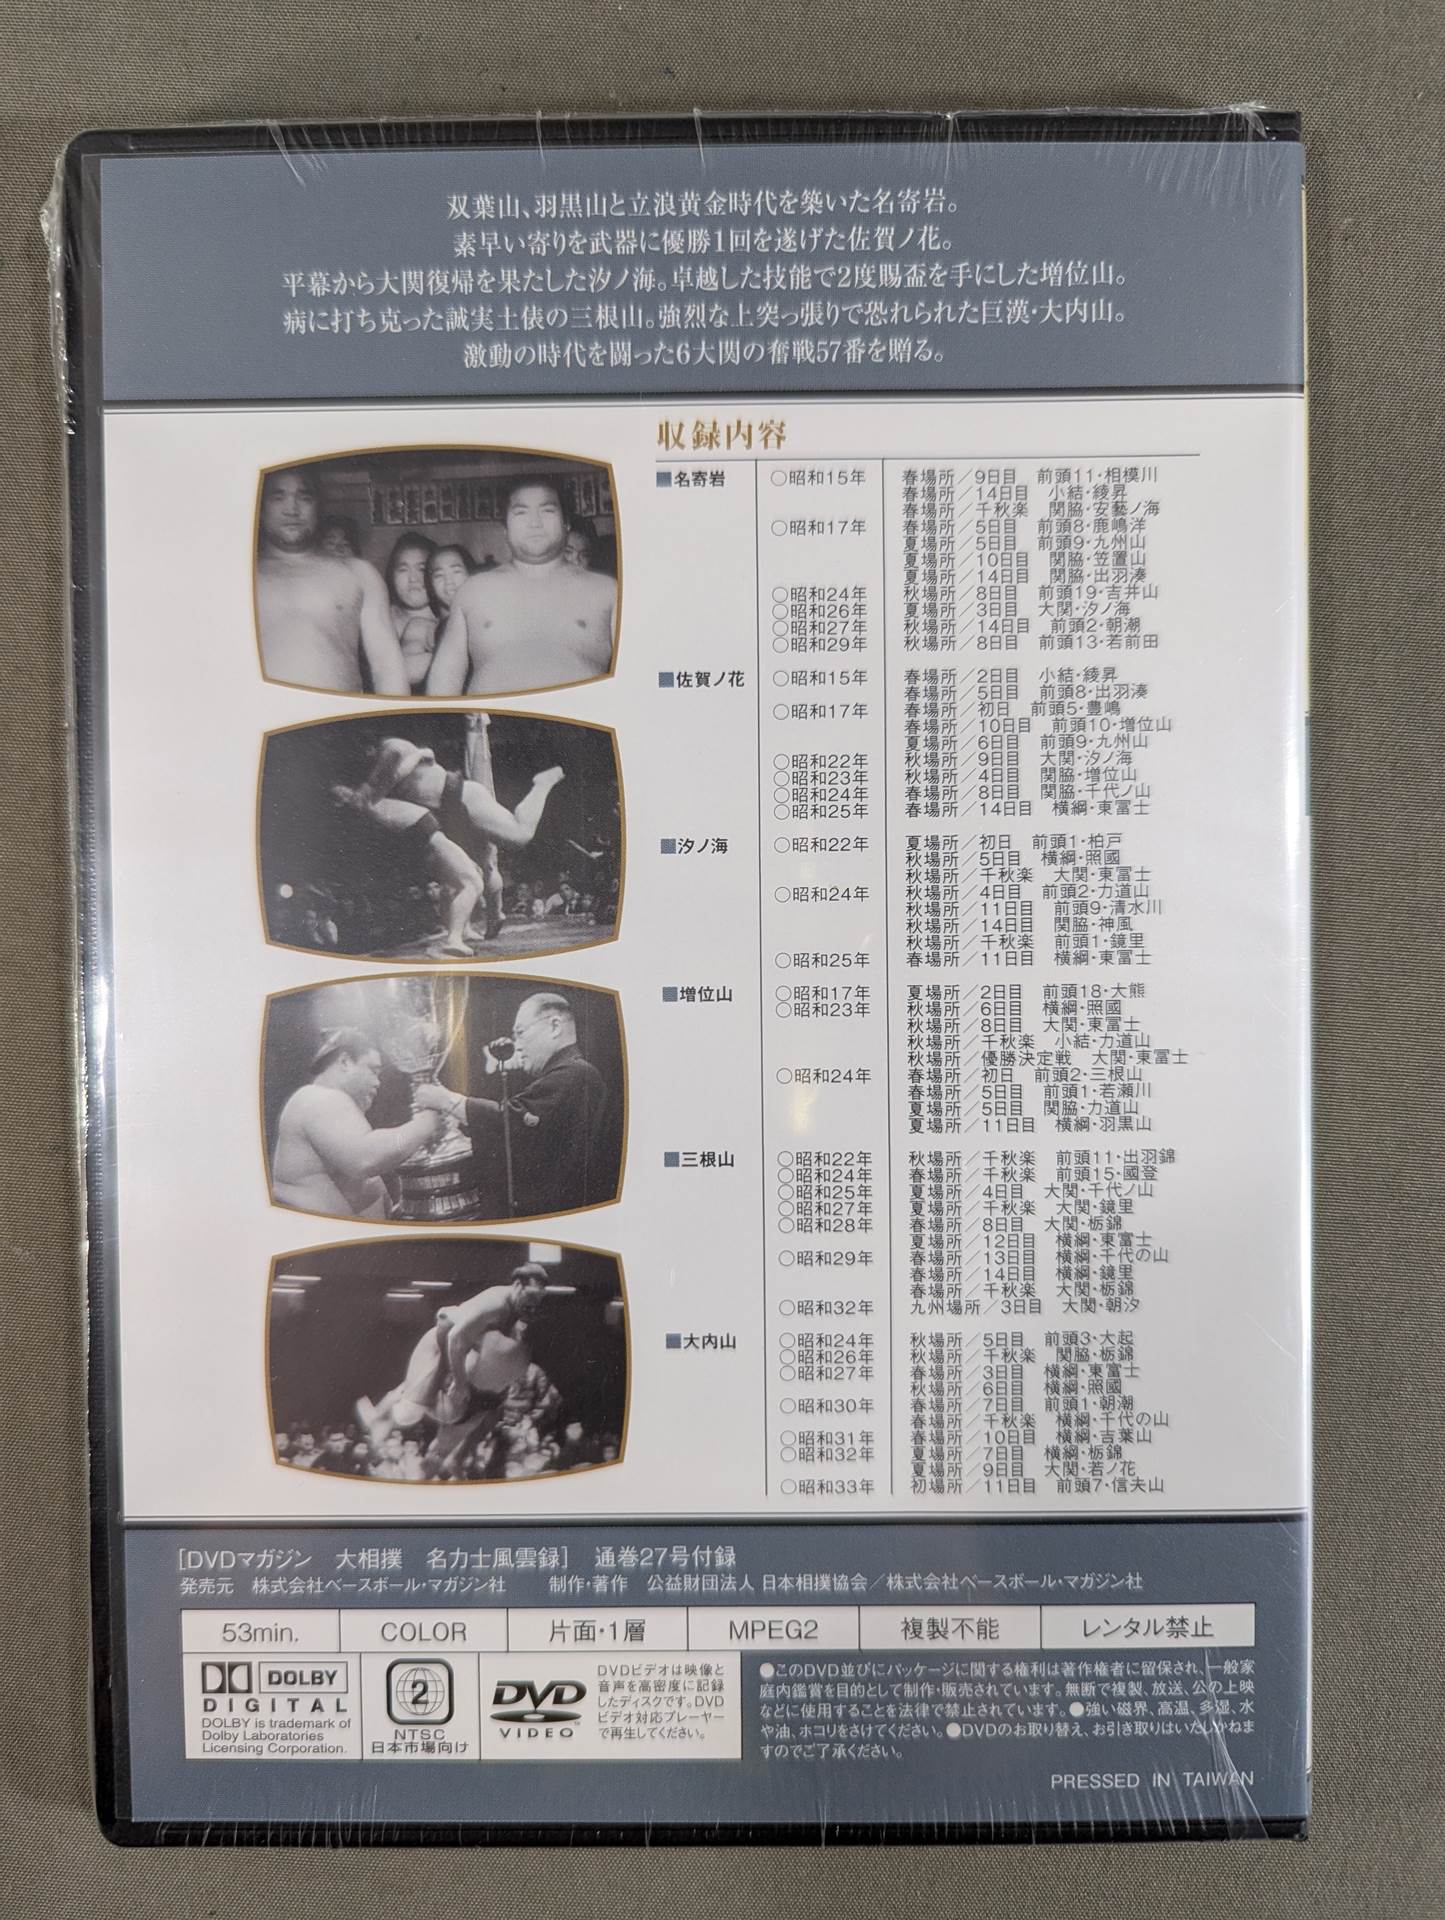 双葉山、羽黒山と立浪黄金時代を築いた名寄岩。
素早い寄りを武器に優勝1回を遂げた佐賀ノ花。
平幕から大関復帰を果たした汐ノ海。卓越した技能で2度賜盃を手にした増位山。
病に打ち克った誠実土俵の三根山。強烈な上突っ張りで恐れられた巨漢・大内山。
激動の時代を闘った6大関の奮戦57番を贈る。
収録内容
■名寄岩 ○昭和15年 春場所／9日目 前頭11・相模川
春場所／14日目 小結・綾昇
春場所／千秋楽 関脇・安藝ノ海
○昭和17年 春場所／5日目 前頭8・鹿嶋洋
夏場所／5日目 前頭9・九州山
夏場所／10日目 関脇・笠置山
夏場所／14日目 関脇・出羽湊
○昭和24年 秋場所／8日目 前頭19・吉井山
○昭和26年 夏場所／3日目 大関・汐ノ海
○昭和27年 秋場所／14日目 前頭2・朝潮
○昭和29年 秋場所／8日目 前頭13・若前田
■佐賀ノ花 ○昭和15年 春場所／2日目 小結・綾昇
春場所／5日目 前頭8・出羽湊
○昭和17年 春場所／初日 前頭5・豊嶋
春場所／10日目 前頭10・増位山
夏場所／6日目 前頭9・九州山
○昭和22年 秋場所／9日目 大関・汐ノ海
○昭和23年 秋場所／4日目 関脇・増位山
○昭和24年 春場所／8日目 関脇・千代ノ山
○昭和25年 春場所／14日目 横綱・東冨士
■汐ノ海 ○昭和22年 夏場所／初日 前頭1・柏戸
秋場所／5日目 横綱・照國
秋場所／千秋楽 大関・東冨士
○昭和24年 秋場所／4日目 前頭2・力道山
秋場所／11日目 前頭9・清水川
秋場所／14日目 関脇・神風
秋場所／千秋楽 前頭1・鏡里
○昭和25年 春場所／11日目 横綱・東冨士
■増位山 ○昭和17年 夏場所／2日目 前頭18・大熊
○昭和23年 秋場所／6日目 横綱・照國
秋場所／8日目 大関・東冨士
秋場所／千秋楽 小結・力道山
秋場所／優勝決定戦 大関・東冨士
○昭和24年 春場所／初日 前頭2・三根山
春場所／5日目 前頭1・若瀬川
夏場所／5日目 関脇・力道山
夏場所／11日目 横綱・羽黒山
■三根山 ○昭和22年 秋場所／千秋楽 前頭11・出羽錦
○昭和24年 春場所／千秋楽 前頭15・國登
○昭和25年 夏場所／4日目 大関・千代ノ山
○昭和27年 夏場所／千秋楽 大関・鏡里
○昭和28年 春場所／8日目 大関・栃錦
夏場所／12日目 横綱・東冨士
○昭和29年 春場所／13日目 横綱・千代の山
春場所／14日目 横綱・鏡里
春場所／千秋楽 大関・栃錦
○昭和32年 九州場所／3日目 大関・朝汐
■大内山 ○昭和24年 秋場所／5日目 前頭3・大起
○昭和26年 秋場所／千秋楽 関脇・栃錦
○昭和27年 春場所／3日目 横綱・東冨士
秋場所／6日目 横綱・照國
○昭和30年 春場所／7日目 前頭1・朝潮
春場所／千秋楽 横綱・千代の山
○昭和31年 春場所／10日目 横綱・吉葉山
○昭和32年 夏場所／7日目 横綱・栃錦
夏場所／9日目 大関・若ノ花
○昭和33年 初場所／11日目 前頭7・信夫山
[DVDマガジン 大相撲 名力士風雲録] 通巻27号付録
発売元 株式会社ベースボール・マガジン社 制作・著作 公益財団法人 日本相撲協会／株式会社ベースボール・マガジン社
53min. COLOR 片面・1層 MPEG2 複製不能 レンタル禁止
DOLBY
DIGITAL
DOLBY is trademark of
Dolby Laboratories
Licensing Corporation.
2
NTSC
日本市場向け
DVD
VIDEO
DVDビデオは映像と
音声を高密度に記録
したディスクです。DVD
ビデオ対応プレーヤー
で再生してください。
●このDVD並びにパッケージに関する権利は著作権者に留保され、一般家
庭内鑑賞を目的として制作・販売されています。無断で複製、放送、公の上映
などに使用することを法律で禁止されています。●強い磁界、高温、多湿、水
や油、ホコリをさけてください。●DVDのお取り替え、お引き取りはいたしかねま
すのでご了承ください。
PRESSED IN TAIWAN